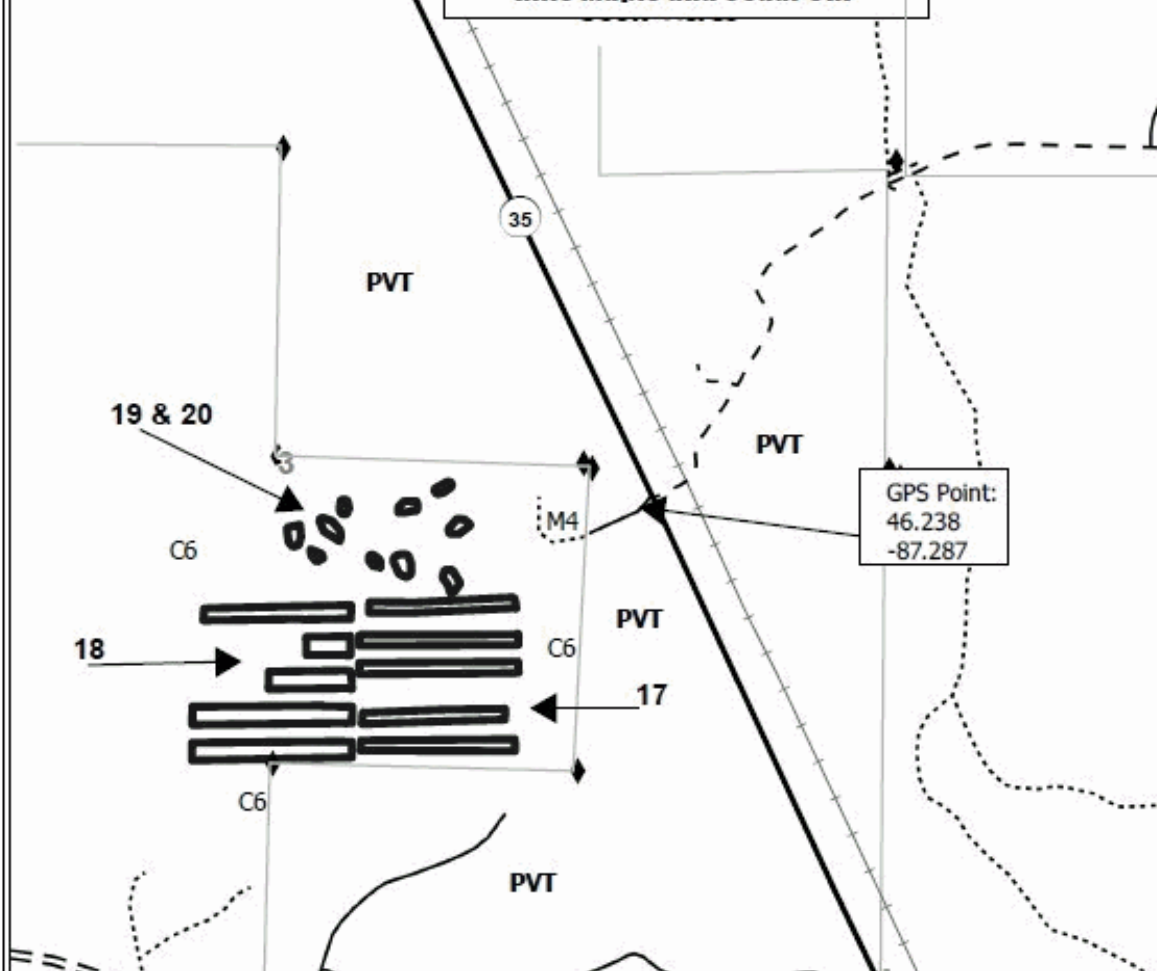 35
PVT
19 & 20
PVT
3
GPS Point:
46.238
-87.287
M4
C6
PVT
18
C6
17
C6
PVT